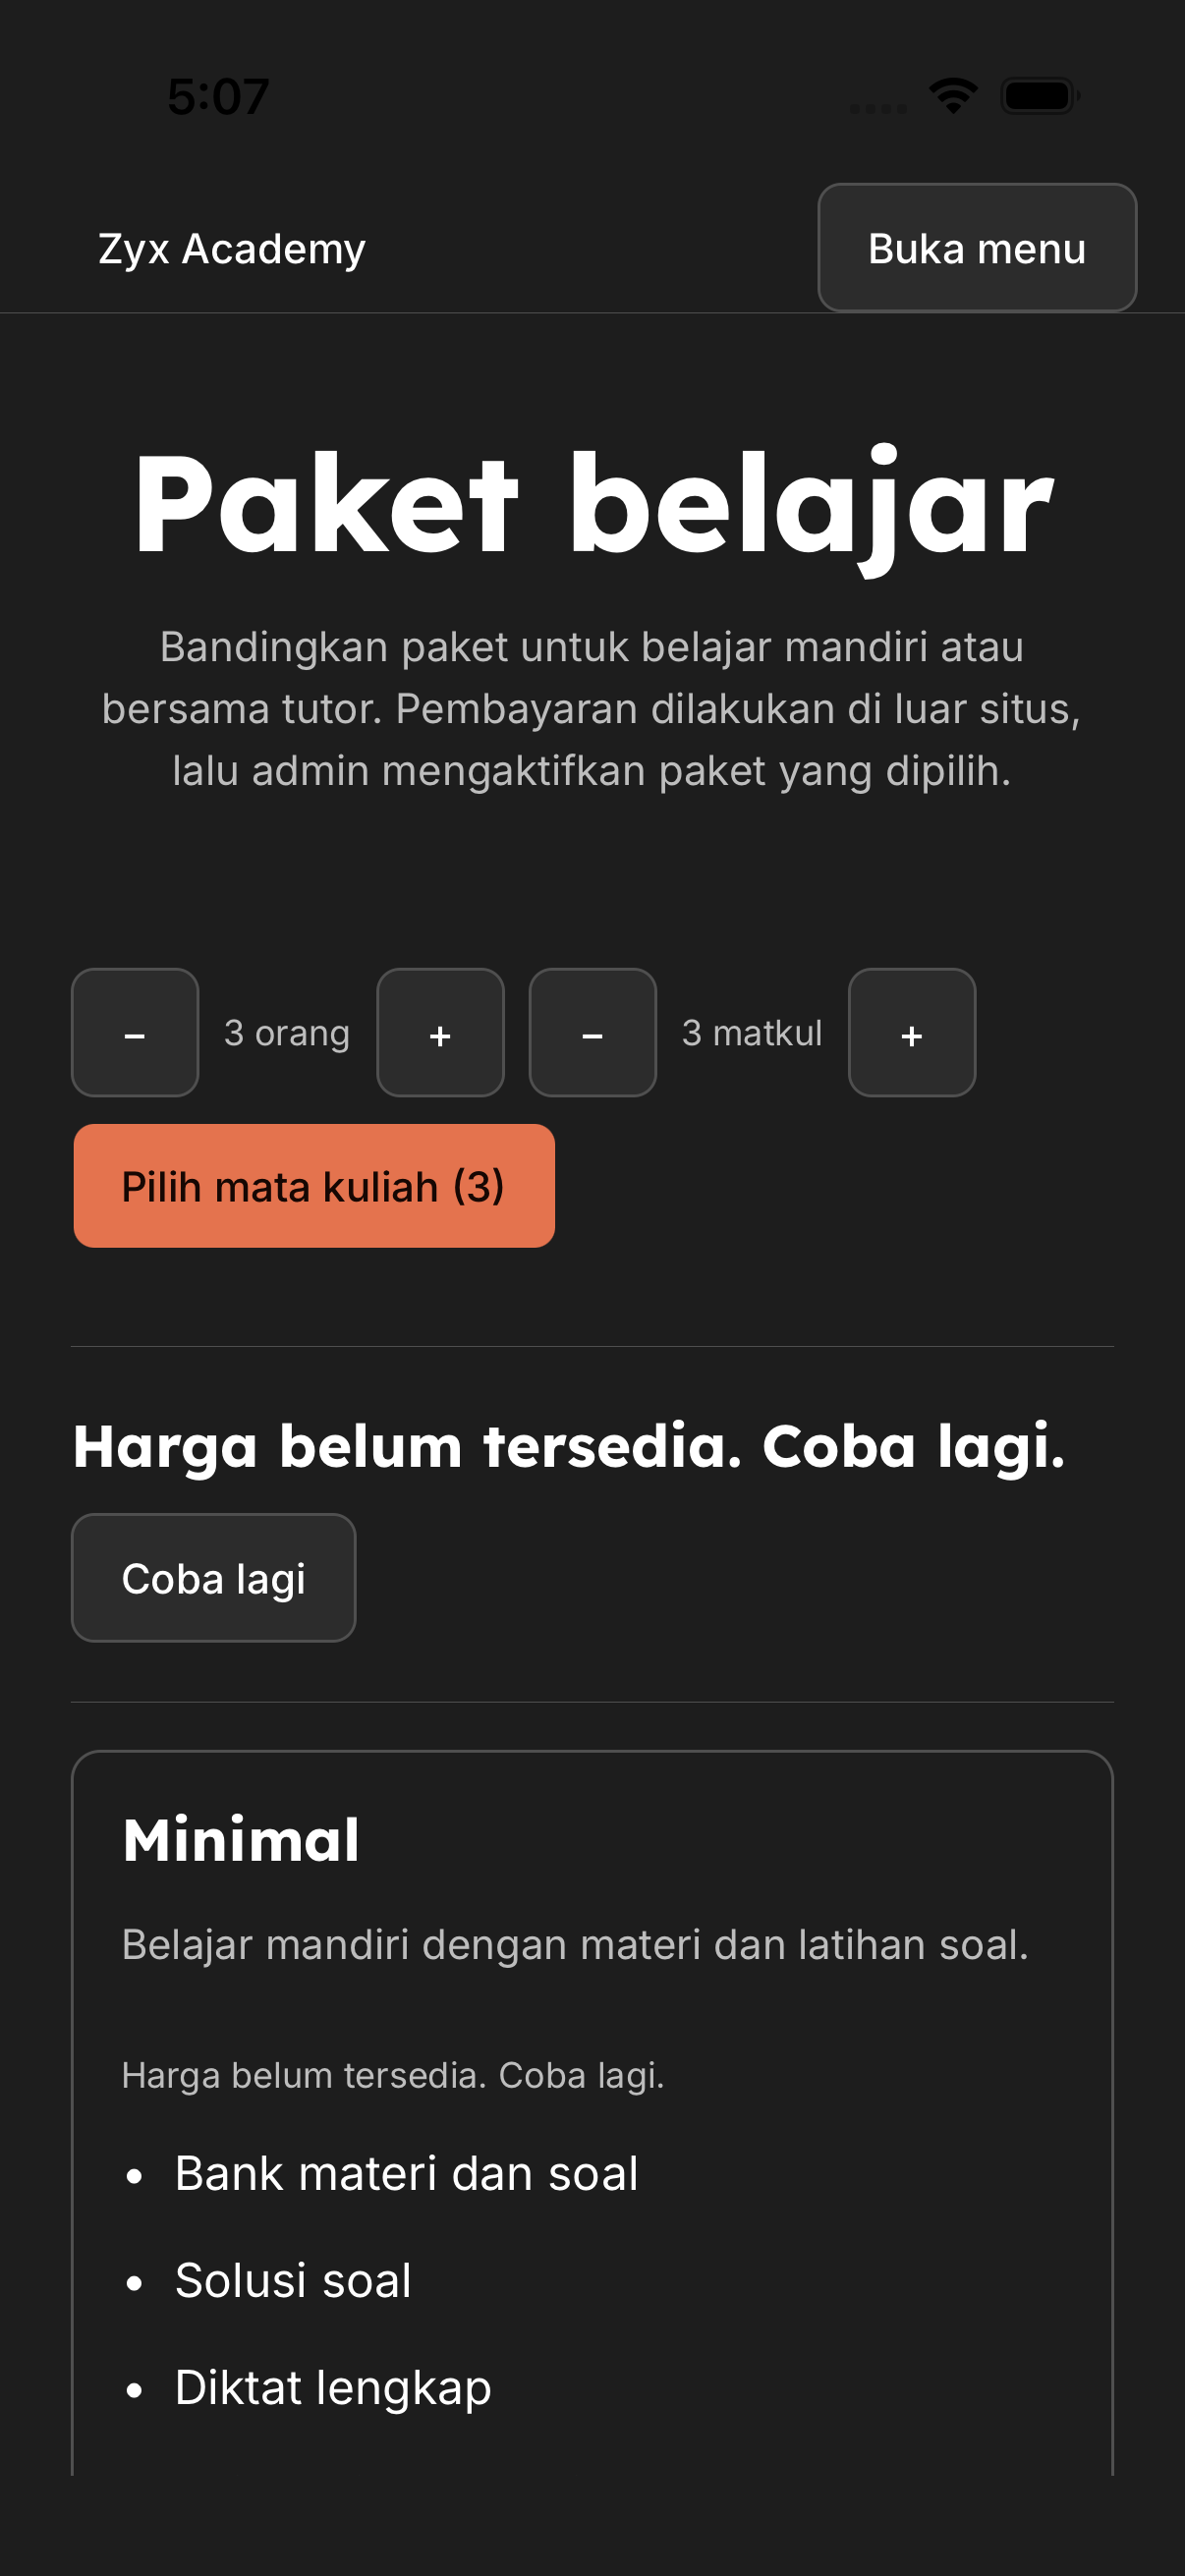 5:07
Zyx Academy
Buka menu
Paket belajar
Bandingkan paket untuk belajar mandiri atau
bersama tutor. Pembayaran dilakukan di luar situs,
lalu admin mengaktifkan paket yang dipilih.
− 3 orang + − 3 matkul +
Pilih mata kuliah (3)
Harga belum tersedia. Coba lagi.
Coba lagi
Minimal
Belajar mandiri dengan materi dan latihan soal.
Harga belum tersedia. Coba lagi.
• Bank materi dan soal
• Solusi soal
• Diktat lengkap